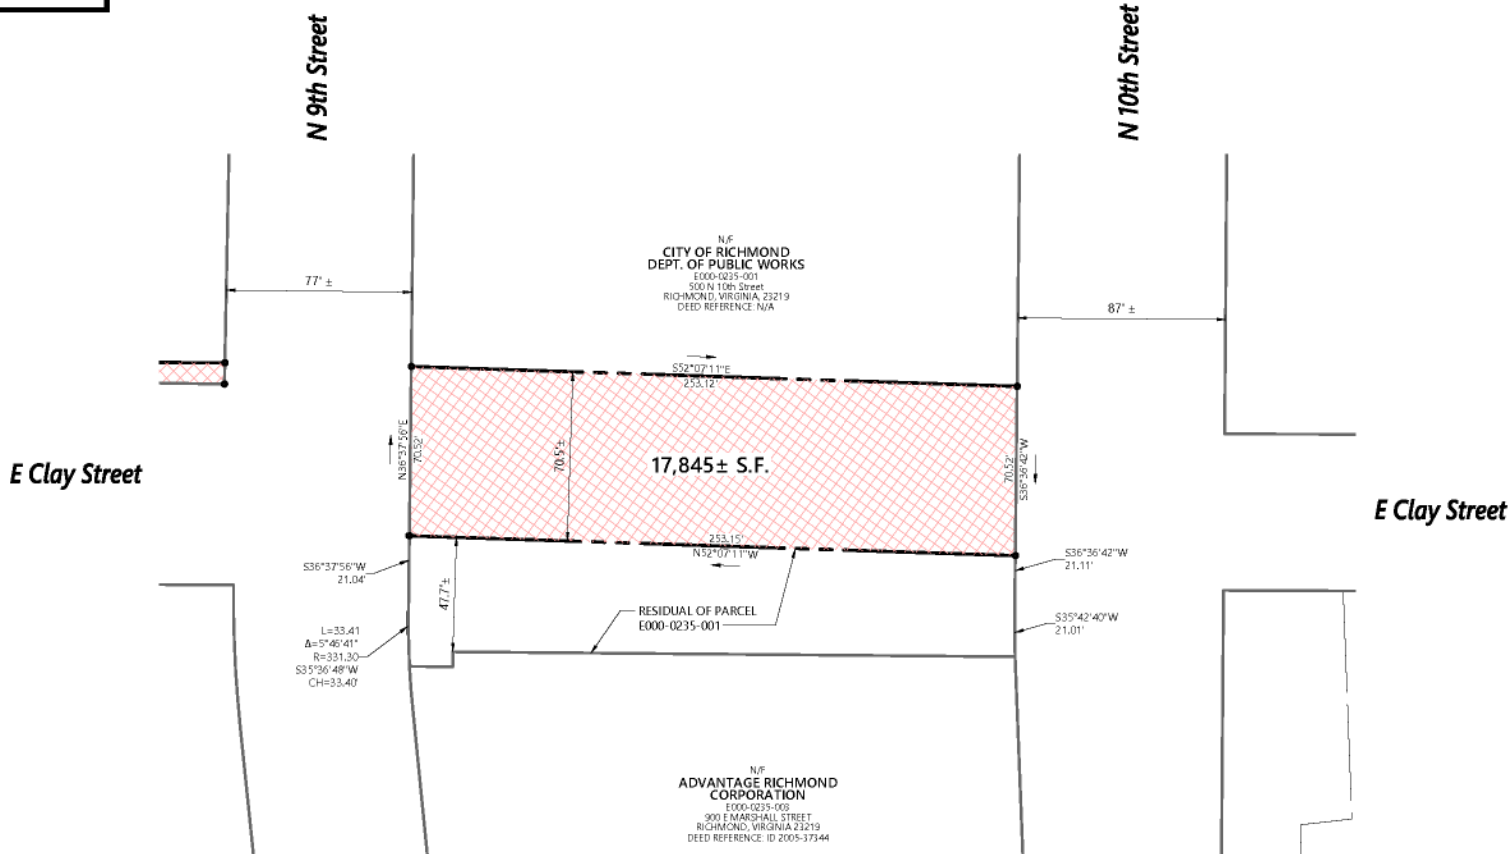 N 9th Street
N 10th Street
N/F
CITY OF RICHMOND
DEPT. OF PUBLIC WORKS
E000-0235-001
500 N 10th Street
RICHMOND, VIRGINIA, 23219
DEED REFERENCE: N/A
77' ±
87' ±
S52°07'11"E
253.12'
N36°37'56"E
70.52'
70.5'±
17,845± S.F.
70.52'
S36°36'42"W
E Clay Street
E Clay Street
253.15'
N52°07'11"W
S36°37'56"W
21.04'
47.7'±
S36°36'42"W
21.11'
RESIDUAL OF PARCEL
E000-0235-001
S35°42'40"W
21.01'
L=33.41
Δ=5°46'41"
R=331.30
S35°36'48"W
CH=33.40'
N/F
ADVANTAGE RICHMOND
CORPORATION
E000-0235-003
900 E MARSHALL STREET
RICHMOND, VIRGINIA 23219
DEED REFERENCE: ID 2005-37344